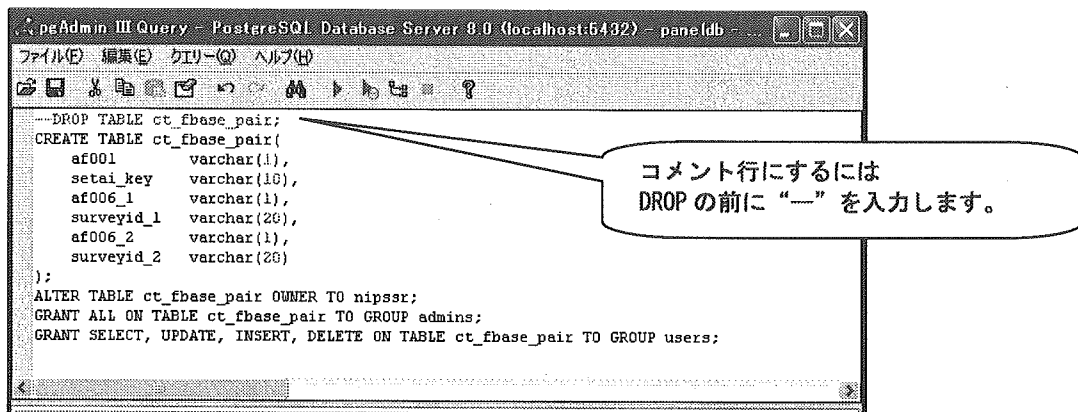 pgAdmin III Query - PostgreSQL Database Server 8.0 (localhost:5432) - paneldb - ...
ファイル(F) 編集(E) クエリー(Q) ヘルプ(H)
--DROP TABLE ct_fbase_pair;
CREATE TABLE ct_fbase_pair(
af001 varchar(1),
setai_key varchar(10),
af006_1 varchar(1),
surveyid_1 varchar(20),
af006_2 varchar(1),
surveyid_2 varchar(20)
);
ALTER TABLE ct_fbase_pair OWNER TO nipssr;
GRANT ALL ON TABLE ct_fbase_pair TO GROUP admins;
GRANT SELECT, UPDATE, INSERT, DELETE ON TABLE ct_fbase_pair TO GROUP users;
コメント行にするには
DROP の前に “—” を入力します。